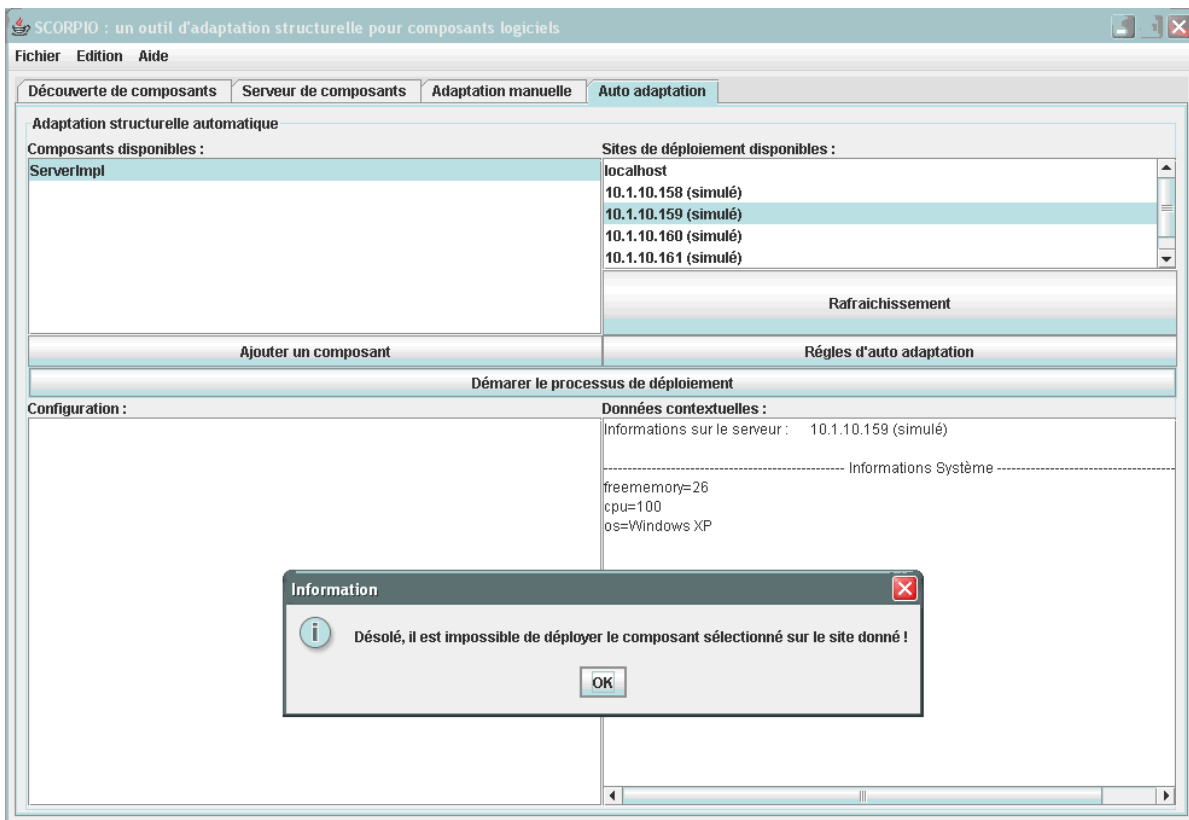 SCORPIO : un outil d'adaptation structurelle pour composants logiciels
Fichier Edition Aide
Découverte de composants Serveur de composants Adaptation manuelle Auto adaptation
Adaptation structurelle automatique
Composants disponibles : Sites de déploiement disponibles :
ServerImpl localhost
10.1.10.158 (simulé)
10.1.10.159 (simulé)
10.1.10.160 (simulé)
10.1.10.161 (simulé)
Rafraichissement
Ajouter un composant Régles d'auto adaptation
Démarer le processus de déploiement
Configuration : Données contextuelles :
Informations sur le serveur : 10.1.10.159 (simulé)
-------------------------------------------------- Informations Système -------------------------------------
freememory=26
cpu=100
os=Windows XP
Information
Désolé, il est impossible de déployer le composant sélectionné sur le site donné !
OK